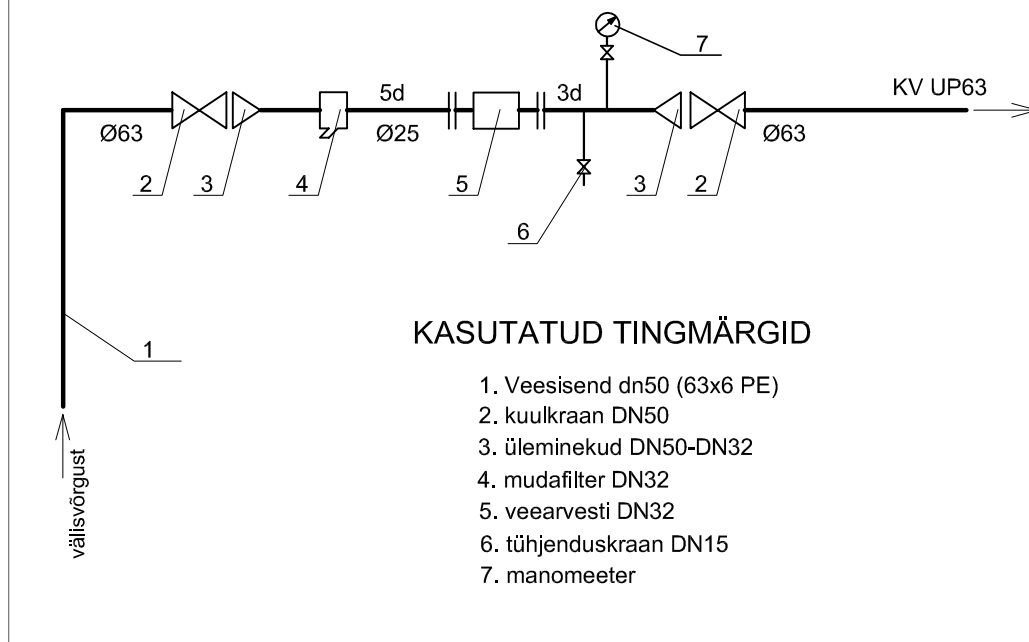 7
5d
3d
KV UP63
Ø63
Ø25
Ø63
2
3
4
5
3
2
6
1
KASUTATUD TINGMÄRGID
1. Veesisend dn50 (63x6 PE)
2. kuulkraan DN50
3. üleminekud DN50-DN32
4. mudafilter DN32
5. veearvesti DN32
6. tühjenduskraan DN15
7. manomeeter
välisvõrgust